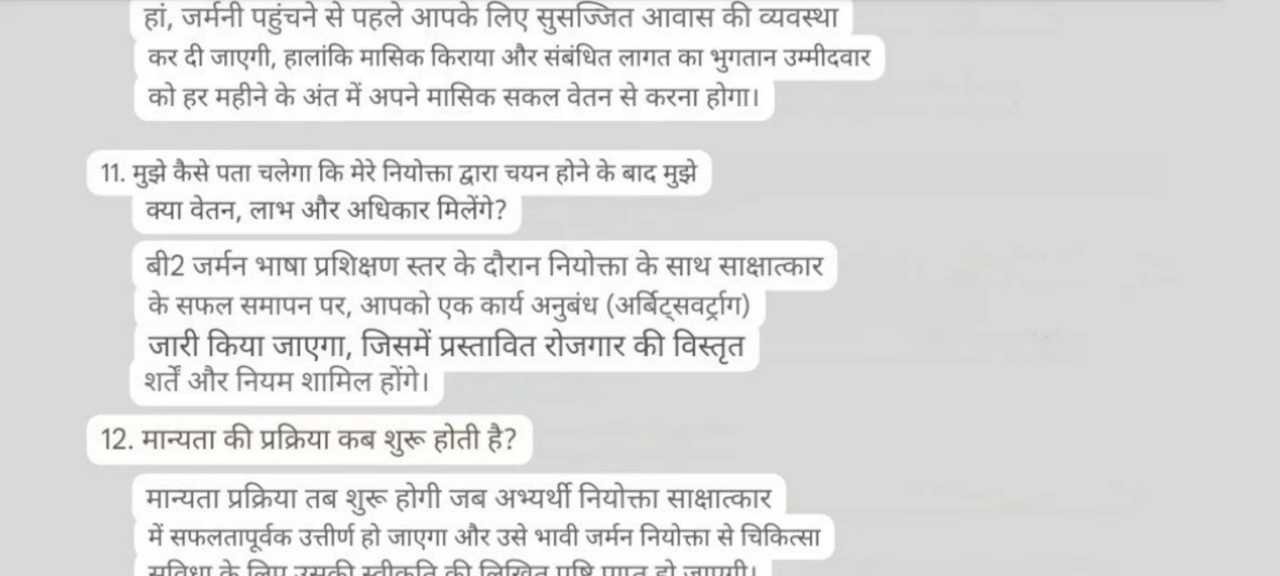 हां, जर्मनी पहुंचने से पहले आपके लिए सुसज्जित आवास की व्यवस्था
कर दी जाएगी, हालांकि मासिक किराया और संबंधित लागत का भुगतान उम्मीदवार
को हर महीने के अंत में अपने मासिक सकल वेतन से करना होगा।
11. मुझे कैसे पता चलेगा कि मेरे नियोक्ता द्वारा चयन होने के बाद मुझे
क्या वेतन, लाभ और अधिकार मिलेंगे?
बी2 जर्मन भाषा प्रशिक्षण स्तर के दौरान नियोक्ता के साथ साक्षात्कार
के सफल समापन पर, आपको एक कार्य अनुबंध (अर्बिट्सवर्ट्राग)
जारी किया जाएगा, जिसमें प्रस्तावित रोजगार की विस्तृत
शर्तें और नियम शामिल होंगे।
12. मान्यता की प्रक्रिया कब शुरू होती है?
मान्यता प्रक्रिया तब शुरू होगी जब अभ्यर्थी नियोक्ता साक्षात्कार
में सफलतापूर्वक उत्तीर्ण हो जाएगा और उसे भावी जर्मन नियोक्ता से चिकित्सा
सुविधा के लिए उसकी स्वीकृति की लिखित पुष्टि प्राप्त हो जाएगी।